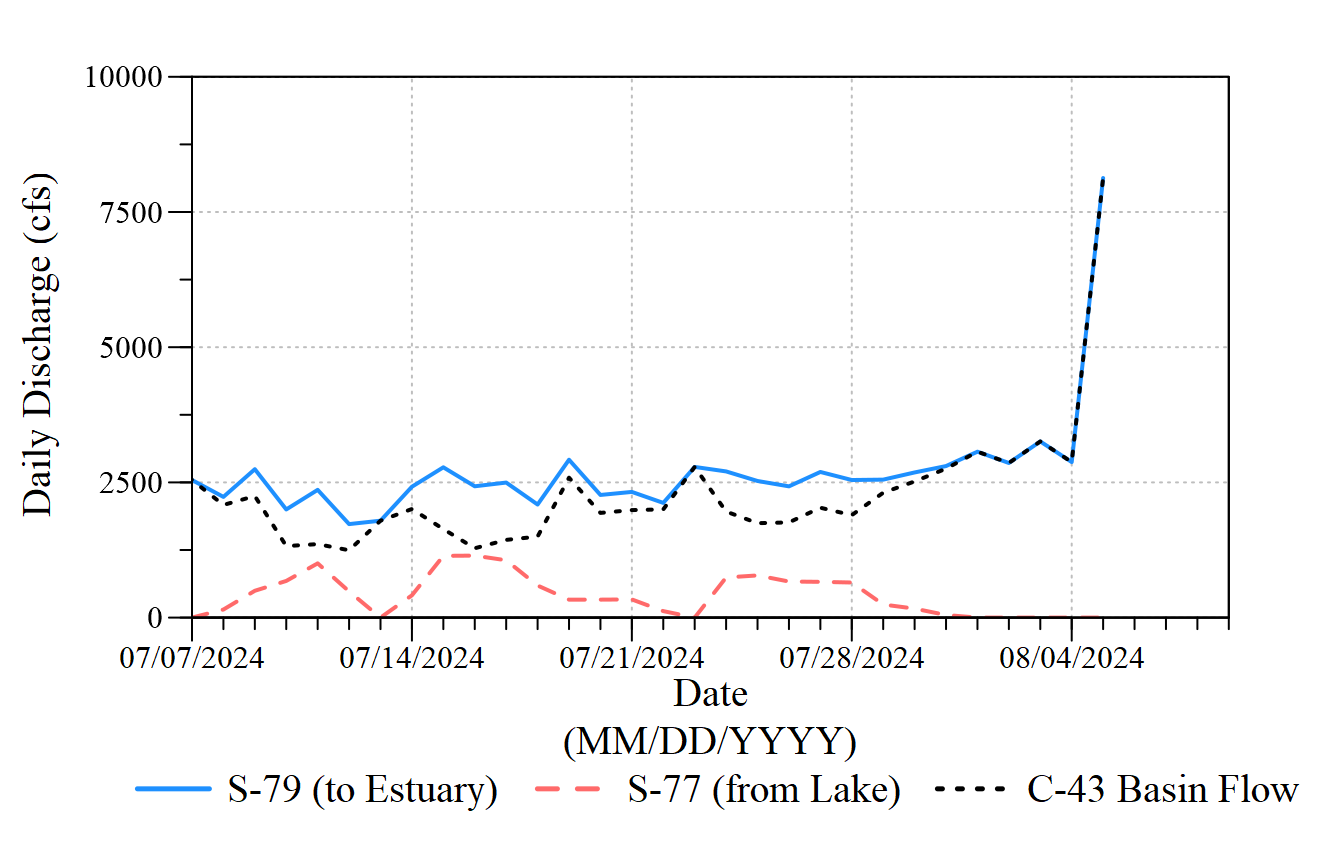 10000
7500
5000
2500
0
Daily Discharge (cfs)
07/07/2024 07/14/2024 07/21/2024 07/28/2024 08/04/2024
Date
(MM/DD/YYYY)
S-79 (to Estuary) S-77 (from Lake) C-43 Basin Flow